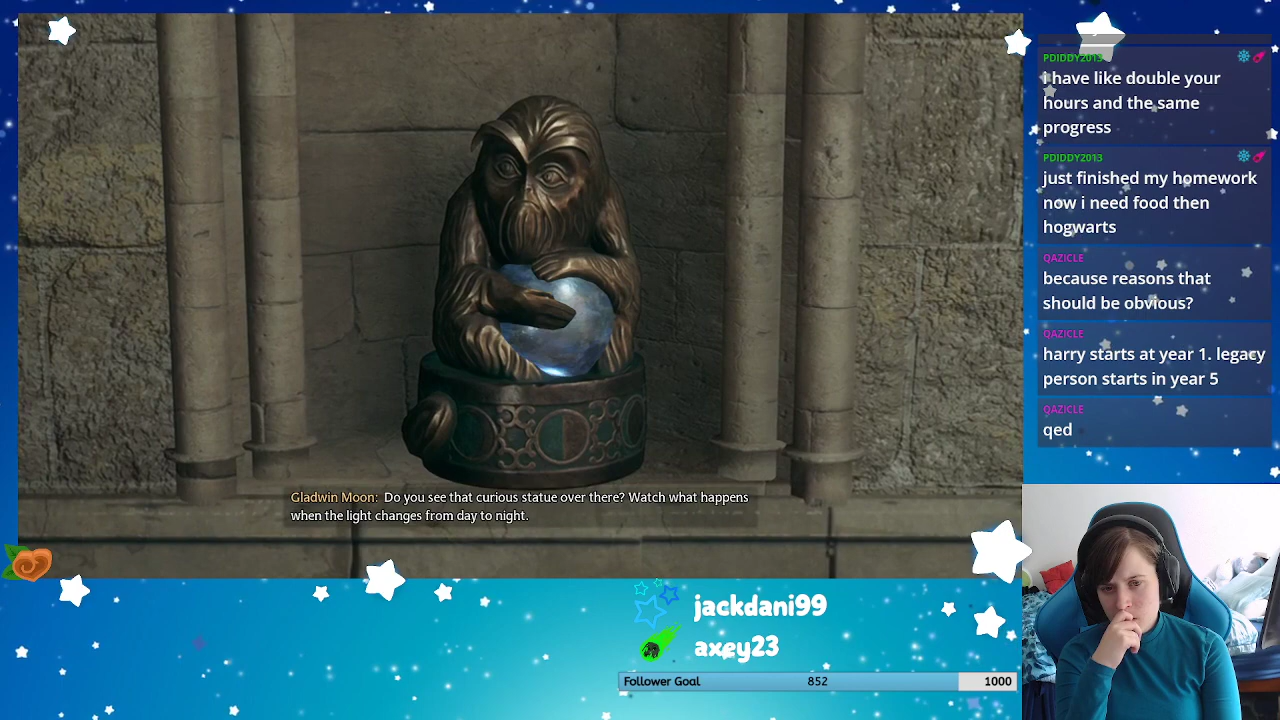 PDIDDY2013
i have like double your
hours and the same
progress
PDIDDY2013
just finished my homework
now i need food then
hogwarts
QAZICLE
because reasons that
should be obvious?
QAZICLE
harry starts at year 1. legacy
person starts in year 5
QAZICLE
qed
Gladwin Moon: Do you see that curious statue over there? Watch what happens
when the light changes from day to night.
jackdani99
axey23
Follower Goal 852 1000